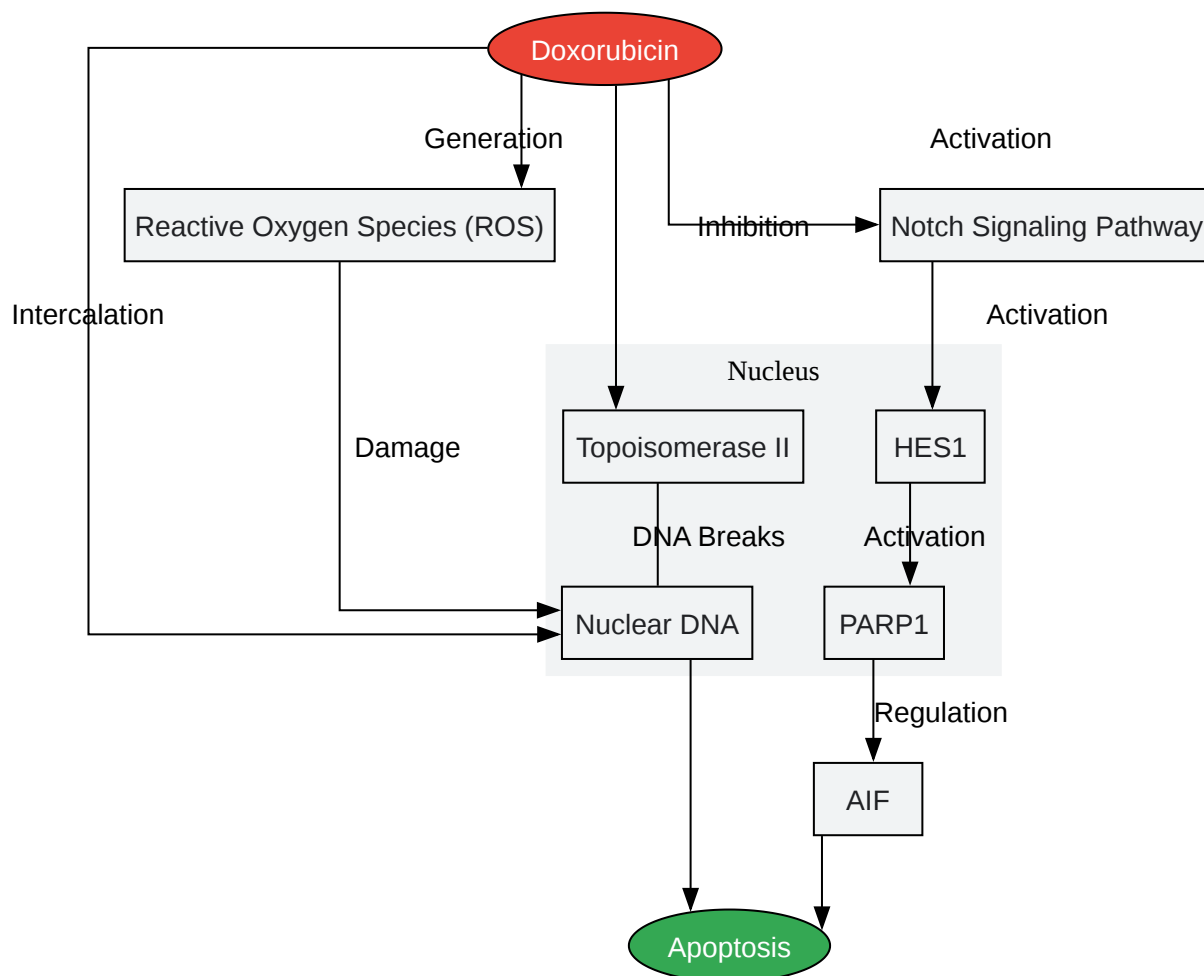 Doxorubicin
Generation
Activation
Reactive Oxygen Species (ROS)
Inhibition
Notch Signaling Pathway
Intercalation
Activation
Nucleus
Damage
Topoisomerase II
HES1
DNA Breaks
Activation
Nuclear DNA
PARP1
Regulation
AIF
Apoptosis